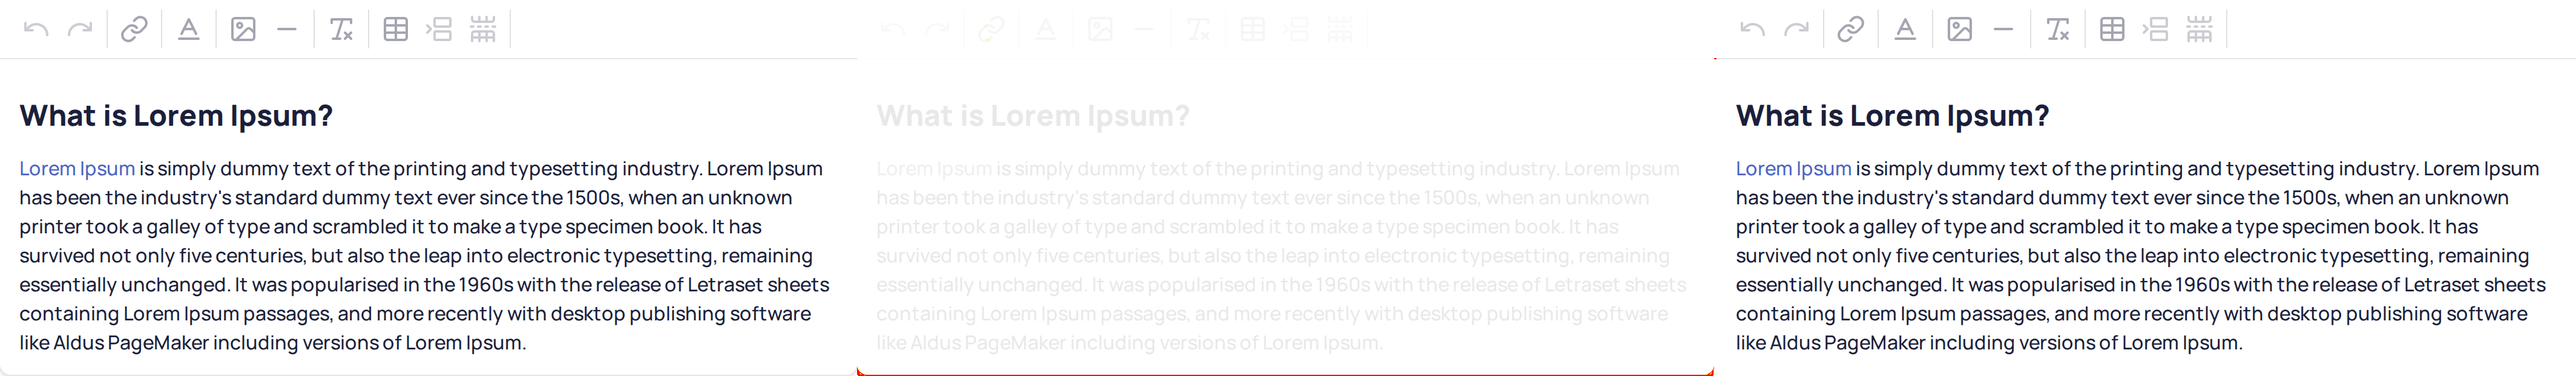 What is Lorem Ipsum?
Lorem Ipsum is simply dummy text of the printing and typesetting industry. Lorem Ipsum
has been the industry's standard dummy text ever since the 1500s, when an unknown
printer took a galley of type and scrambled it to make a type specimen book. It has
survived not only five centuries, but also the leap into electronic typesetting, remaining
essentially unchanged. It was popularised in the 1960s with the release of Letraset sheets
containing Lorem Ipsum passages, and more recently with desktop publishing software
like Aldus PageMaker including versions of Lorem Ipsum.
What is Lorem Ipsum?
Lorem Ipsum is simply dummy text of the printing and typesetting industry. Lorem Ipsum
has been the industry's standard dummy text ever since the 1500s, when an unknown
printer took a galley of type and scrambled it to make a type specimen book. It has
survived not only five centuries, but also the leap into electronic typesetting, remaining
essentially unchanged. It was popularised in the 1960s with the release of Letraset sheets
containing Lorem Ipsum passages, and more recently with desktop publishing software
like Aldus PageMaker including versions of Lorem Ipsum.
What is Lorem Ipsum?
Lorem Ipsum is simply dummy text of the printing and typesetting industry. Lorem Ipsum
has been the industry's standard dummy text ever since the 1500s, when an unknown
printer took a galley of type and scrambled it to make a type specimen book. It has
survived not only five centuries, but also the leap into electronic typesetting, remaining
essentially unchanged. It was popularised in the 1960s with the release of Letraset sheets
containing Lorem Ipsum passages, and more recently with desktop publishing software
like Aldus PageMaker including versions of Lorem Ipsum.